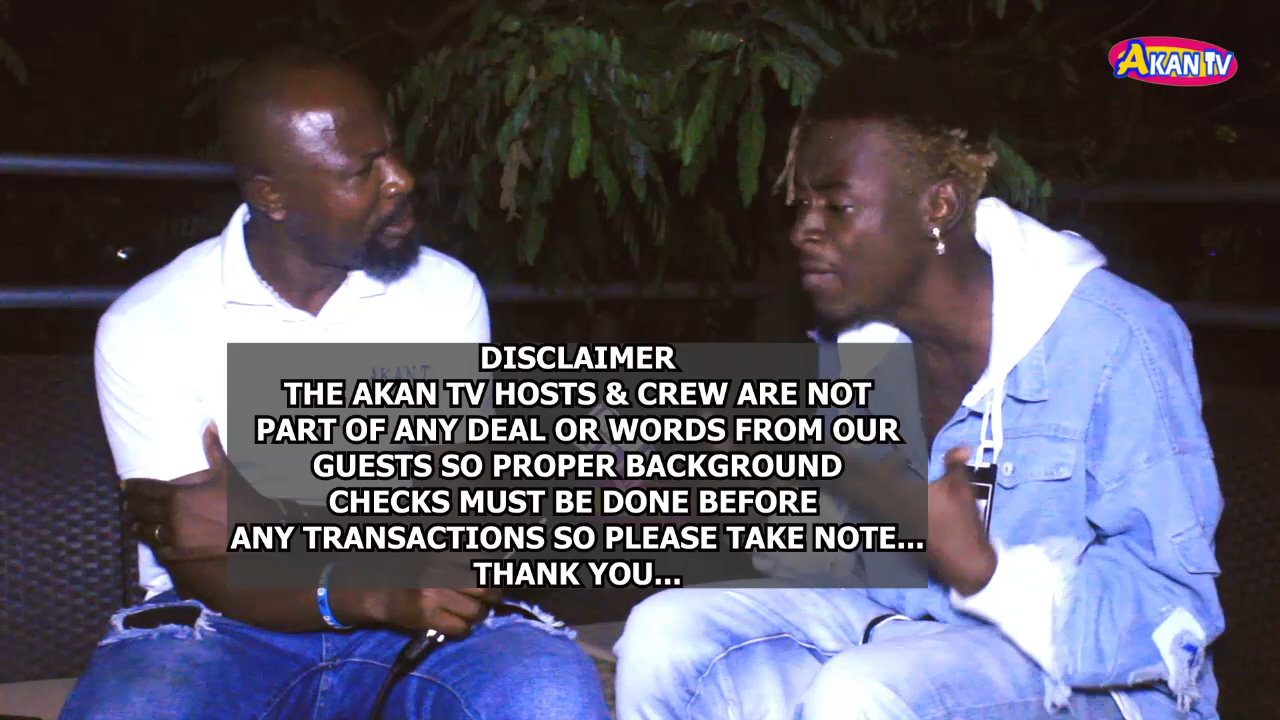 AKAN TV
DISCLAIMER
THE AKAN TV HOSTS & CREW ARE NOT
PART OF ANY DEAL OR WORDS FROM OUR
GUESTS SO PROPER BACKGROUND
CHECKS MUST BE DONE BEFORE
ANY TRANSACTIONS SO PLEASE TAKE NOTE...
THANK YOU...